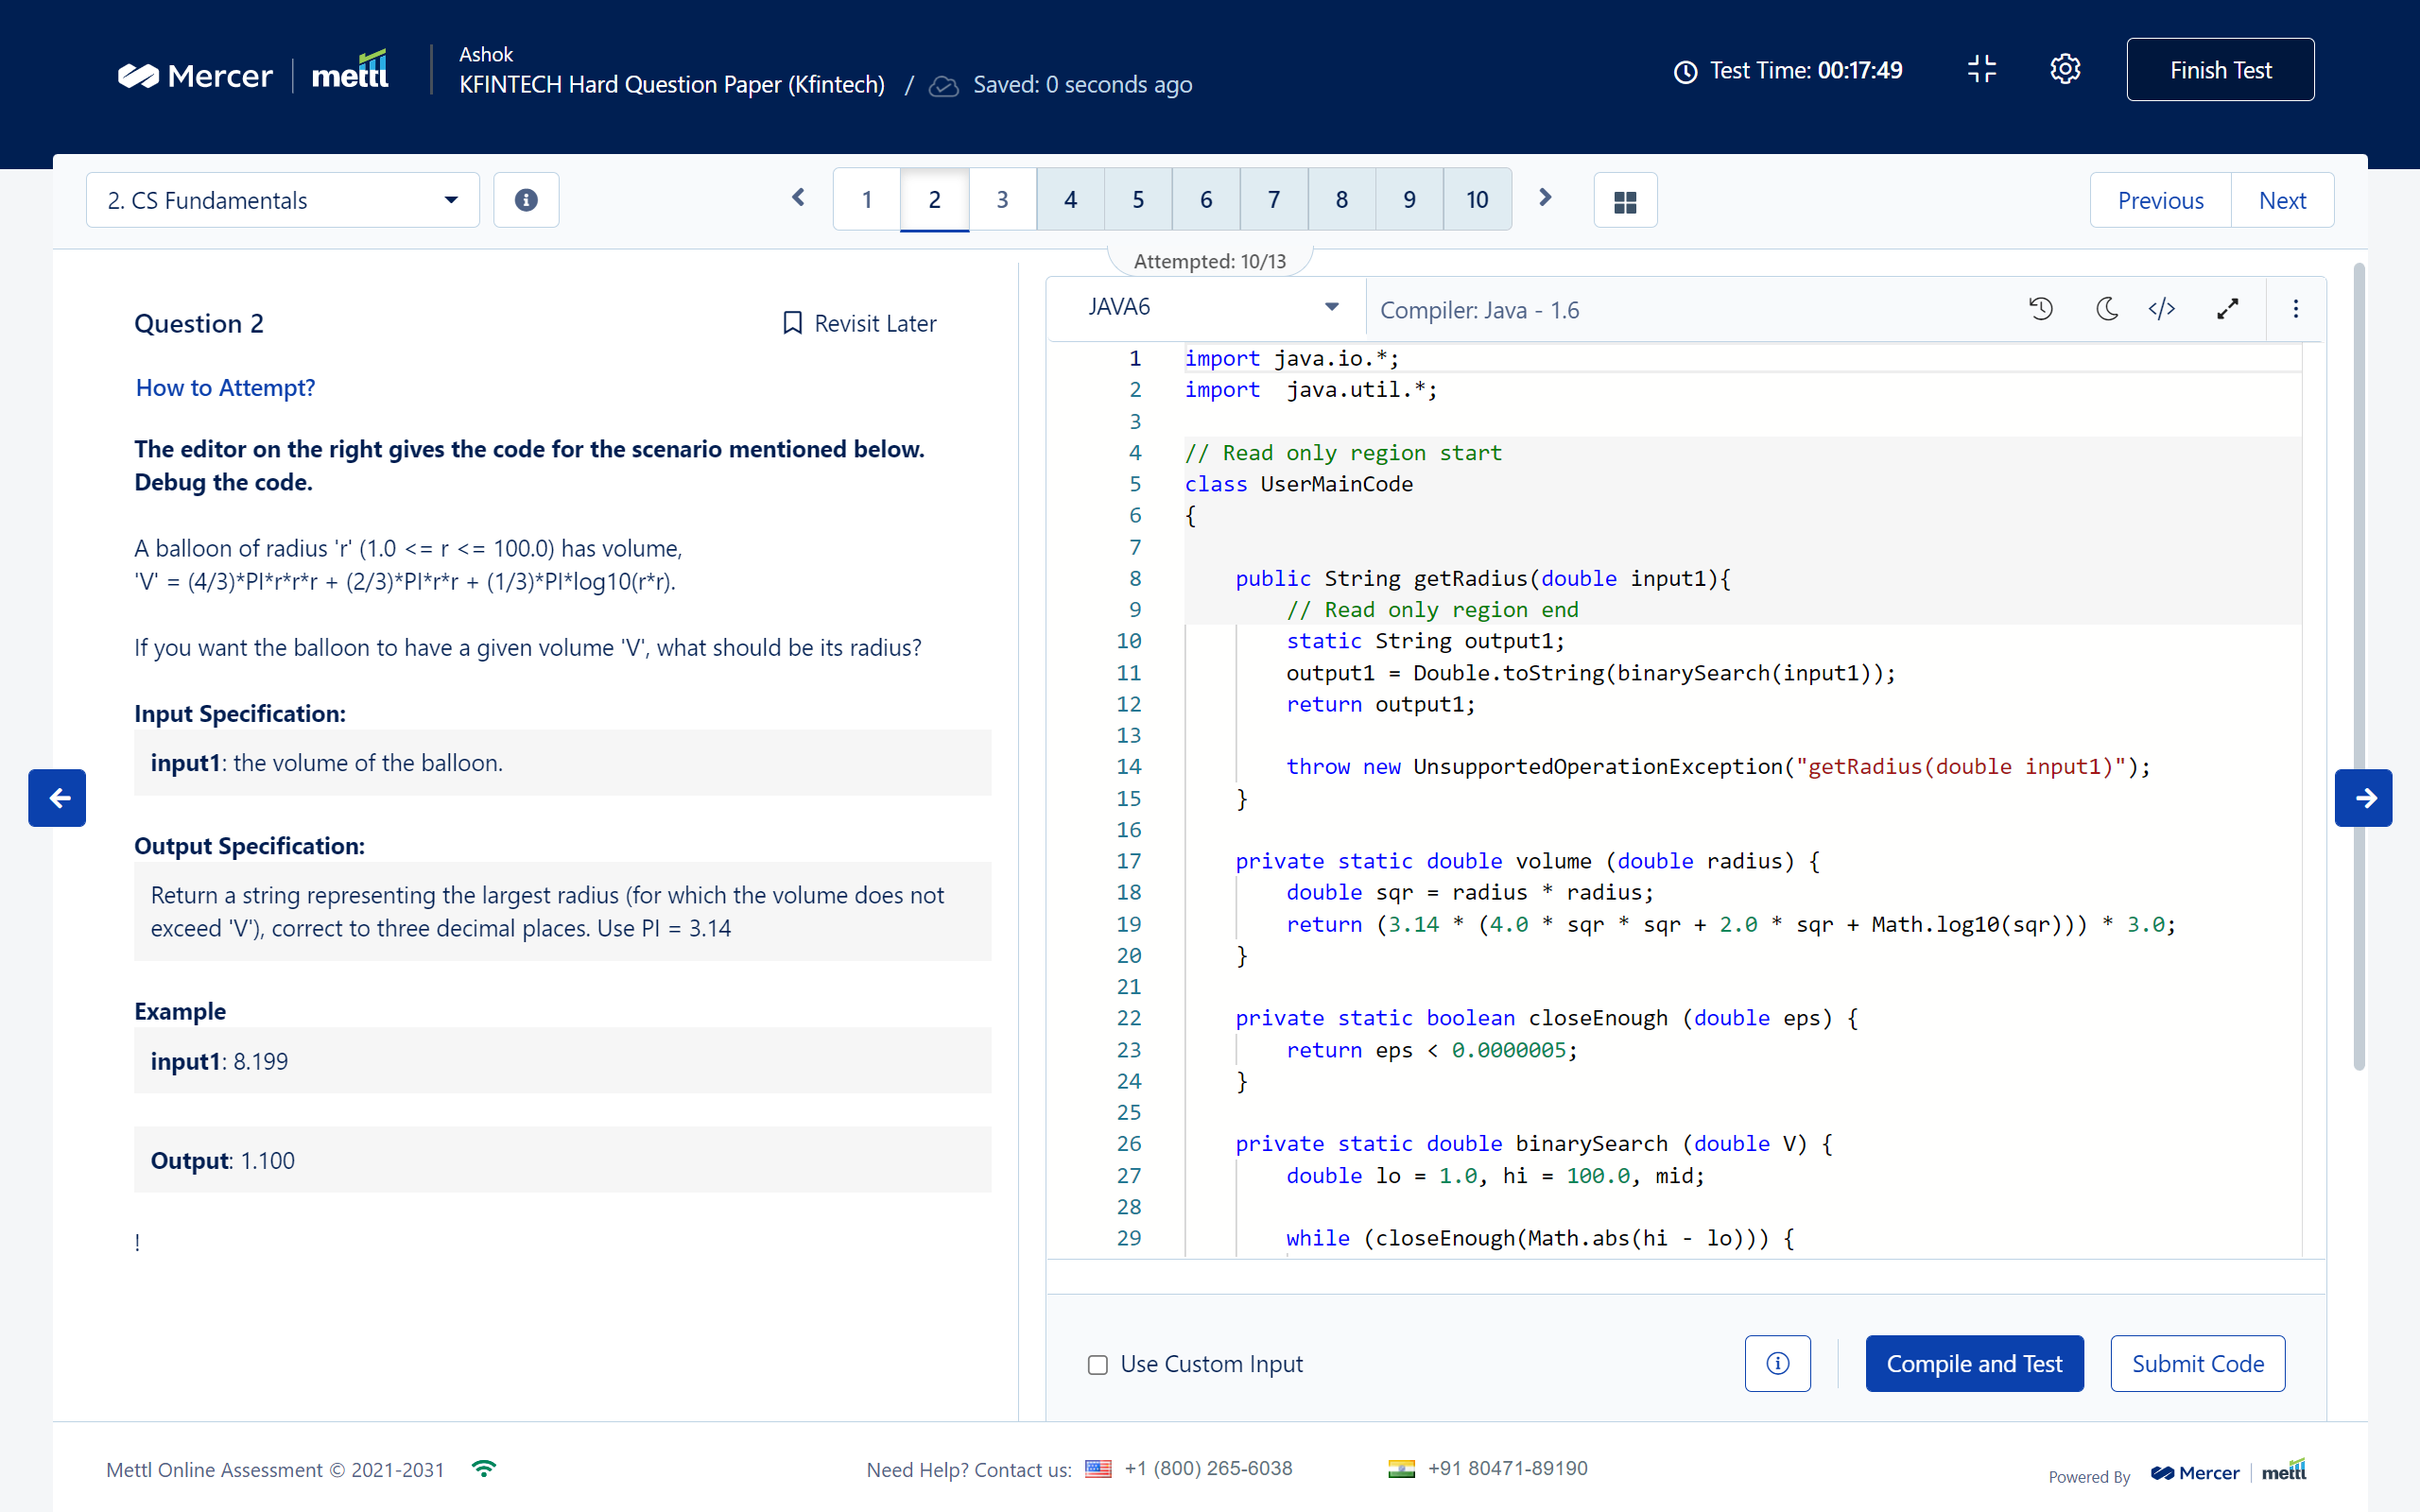 Mercer | mettl
Ashok
KFINTECH Hard Question Paper (Kfintech) / Saved: 0 seconds ago
Test Time: 00:17:49
Finish Test
2. CS Fundamentals
1 2 3 4 5 6 7 8 9 10
Previous
Next
Attempted: 10/13
Question 2
Revisit Later
How to Attempt?
The editor on the right gives the code for the scenario mentioned below.
Debug the code.
A balloon of radius 'r' (1.0 <= r <= 100.0) has volume,
'V' = (4/3)*PI*r*r*r + (2/3)*PI*r*r + (1/3)*PI*log10(r*r).
If you want the balloon to have a given volume 'V', what should be its radius?
Input Specification:
input1: the volume of the balloon.
Output Specification:
Return a string representing the largest radius (for which the volume does not
exceed 'V'), correct to three decimal places. Use PI = 3.14
Example
input1: 8.199
Output: 1.100
!
JAVA6
Compiler: Java - 1.6
1 import java.io.*;
2 import  java.util.*;
3
4 // Read only region start
5 class UserMainCode
6 {
7
8     public String getRadius(double input1){
9         // Read only region end
10         static String output1;
11         output1 = Double.toString(binarySearch(input1));
12         return output1;
13
14         throw new UnsupportedOperationException("getRadius(double input1)");
15     }
16
17     private static double volume (double radius) {
18         double sqr = radius * radius;
19         return (3.14 * (4.0 * sqr * sqr + 2.0 * sqr + Math.log10(sqr))) * 3.0;
20     }
21
22     private static boolean closeEnough (double eps) {
23         return eps < 0.0000005;
24     }
25
26     private static double binarySearch (double V) {
27         double lo = 1.0, hi = 100.0, mid;
28
29         while (closeEnough(Math.abs(hi - lo))) {
Use Custom Input
Compile and Test
Submit Code
Mettl Online Assessment © 2021-2031
Need Help? Contact us: +1 (800) 265-6038
+91 80471-89190
Powered By Mercer | mettl